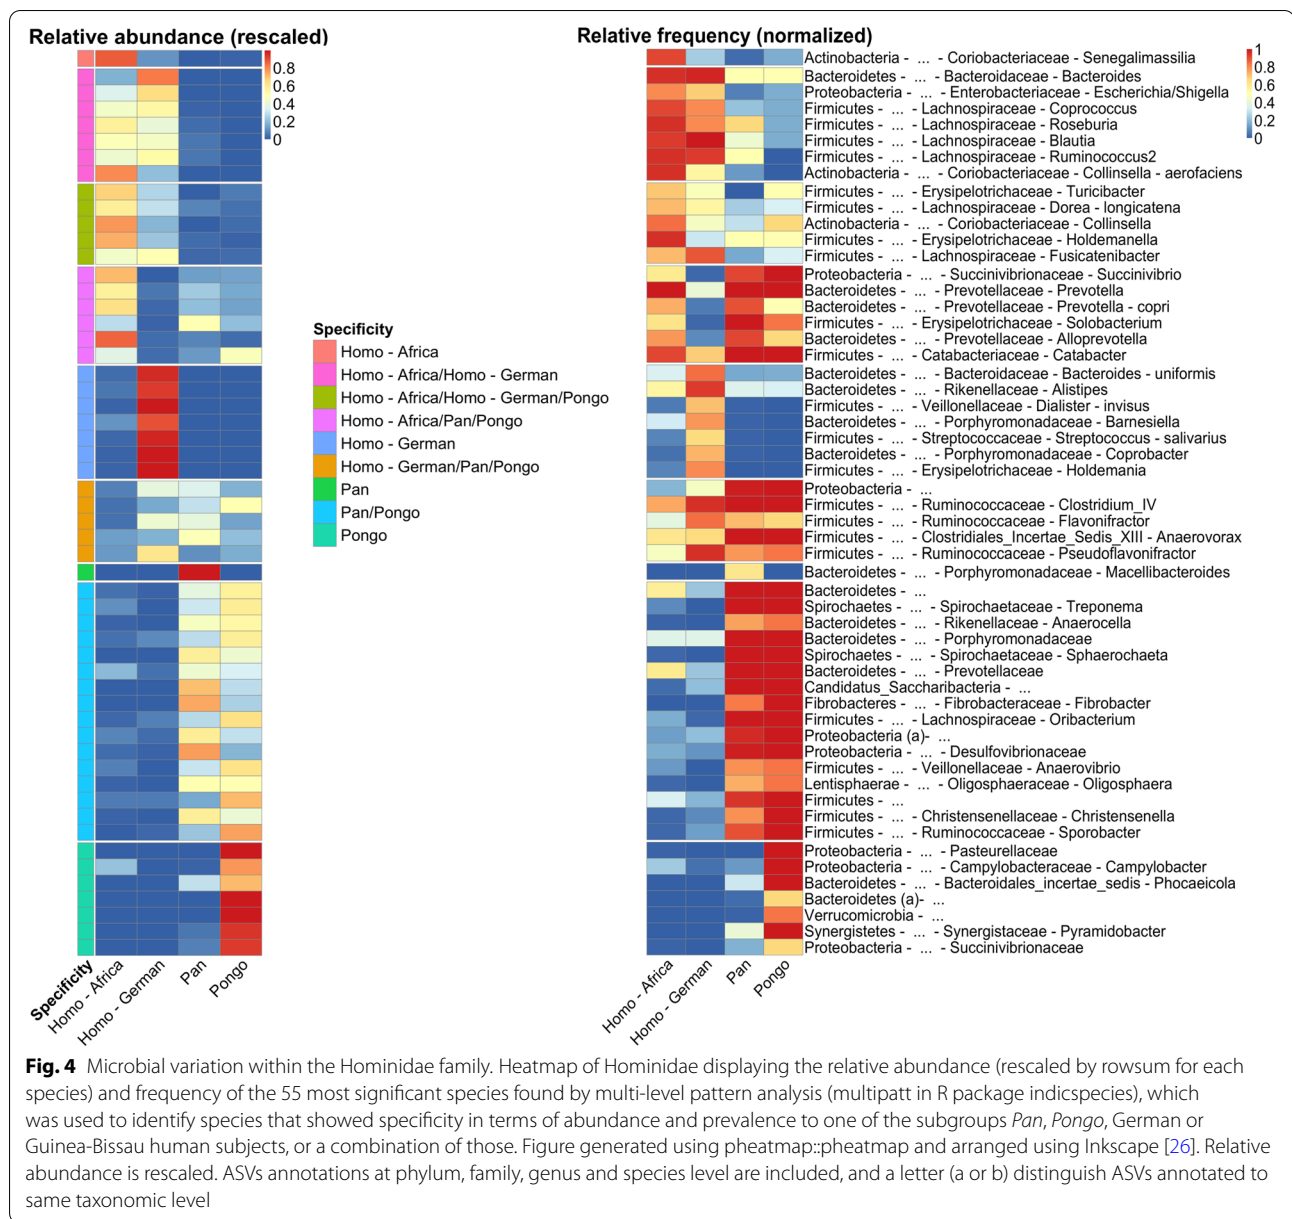 Relative abundance (rescaled)
0.8
0.6
0.4
0.2
0
Specificity
Homo - Africa
Homo - German
Pan
Pongo
Specificity
Homo - Africa
Homo - Africa/Homo - German
Homo - Africa/Homo - German/Pongo
Homo - Africa/Pan/Pongo
Homo - German
Homo - German/Pan/Pongo
Pan
Pan/Pongo
Pongo
Relative frequency (normalized)
1
0.8
0.6
0.4
0.2
0
Actinobacteria - ... - Coriobacteriaceae - Senegalimassilia
Bacteroidetes - ... - Bacteroidaceae - Bacteroides
Proteobacteria - ... - Enterobacteriaceae - Escherichia/Shigella
Firmicutes - ... - Lachnospiraceae - Coprococcus
Firmicutes - ... - Lachnospiraceae - Roseburia
Firmicutes - ... - Lachnospiraceae - Blautia
Firmicutes - ... - Lachnospiraceae - Ruminococcus2
Actinobacteria - ... - Coriobacteriaceae - Collinsella - aerofaciens
Firmicutes - ... - Erysipelotrichaceae - Turicibacter
Firmicutes - ... - Lachnospiraceae - Dorea - longicatena
Actinobacteria - ... - Coriobacteriaceae - Collinsella
Firmicutes - ... - Erysipelotrichaceae - Holdemanella
Firmicutes - ... - Lachnospiraceae - Fusicatenibacter
Proteobacteria - ... - Succinivibrionaceae - Succinivibrio
Bacteroidetes - ... - Prevotellaceae - Prevotella
Bacteroidetes - ... - Prevotellaceae - Prevotella - copri
Firmicutes - ... - Erysipelotrichaceae - Solobacterium
Bacteroidetes - ... - Prevotellaceae - Alloprevotella
Firmicutes - ... - Catabacteriaceae - Catabacter
Bacteroidetes - ... - Bacteroidaceae - Bacteroides - uniformis
Bacteroidetes - ... - Rikenellaceae - Alistipes
Firmicutes - ... - Veillonellaceae - Dialister - invisus
Bacteroidetes - ... - Porphyromonadaceae - Barnesiella
Firmicutes - ... - Streptococcaceae - Streptococcus - salivarius
Bacteroidetes - ... - Porphyromonadaceae - Coprobacter
Firmicutes - ... - Erysipelotrichaceae - Holdemania
Proteobacteria - ...
Firmicutes - ... - Ruminococcaceae - Clostridium_IV
Firmicutes - ... - Ruminococcaceae - Flavonifractor
Firmicutes - ... - Clostridiales_Incertae_Sedis_XIII - Anaerovorax
Firmicutes - ... - Ruminococcaceae - Pseudoflavonifractor
Bacteroidetes - ... - Porphyromonadaceae - Macellibacteroides
Bacteroidetes - ...
Spirochaetes - ... - Spirochaetaceae - Treponema
Bacteroidetes - ... - Rikenellaceae - Anaerocella
Bacteroidetes - ... - Porphyromonadaceae
Spirochaetes - ... - Spirochaetaceae - Sphaerochaeta
Bacteroidetes - ... - Prevotellaceae
Candidatus_Saccharibacteria - ...
Fibrobacteres - ... - Fibrobacteraceae - Fibrobacter
Firmicutes - ... - Lachnospiraceae - Oribacterium
Proteobacteria (a)- ...
Proteobacteria - ... - Desulfovibrionaceae
Firmicutes - ... - Veillonellaceae - Anaerovibrio
Lentisphaerae - ... - Oligosphaeraceae - Oligosphaera
Firmicutes - ...
Firmicutes - ... - Christensenellaceae - Christensenella
Firmicutes - ... - Ruminococcaceae - Sporobacter
Proteobacteria - ... - Pasteurellaceae
Proteobacteria - ... - Campylobacteraceae - Campylobacter
Bacteroidetes - ... - Bacteroidales_incertae_sedis - Phocaeicola
Bacteroidetes (a)- ...
Verrucomicrobia - ...
Synergistetes - ... - Synergistaceae - Pyramidobacter
Proteobacteria - ... - Succinivibrionaceae
Homo - Africa
Homo - German
Pan
Pongo
Fig. 4 Microbial variation within the Hominidae family. Heatmap of Hominidae displaying the relative abundance (rescaled by rowsum for each
species) and frequency of the 55 most significant species found by multi-level pattern analysis (multipatt in R package indicspecies), which
was used to identify species that showed specificity in terms of abundance and prevalence to one of the subgroups Pan, Pongo, German or
Guinea-Bissau human subjects, or a combination of those. Figure generated using pheatmap::pheatmap and arranged using Inkscape [26]. Relative
abundance is rescaled. ASVs annotations at phylum, family, genus and species level are included, and a letter (a or b) distinguish ASVs annotated to
same taxonomic level